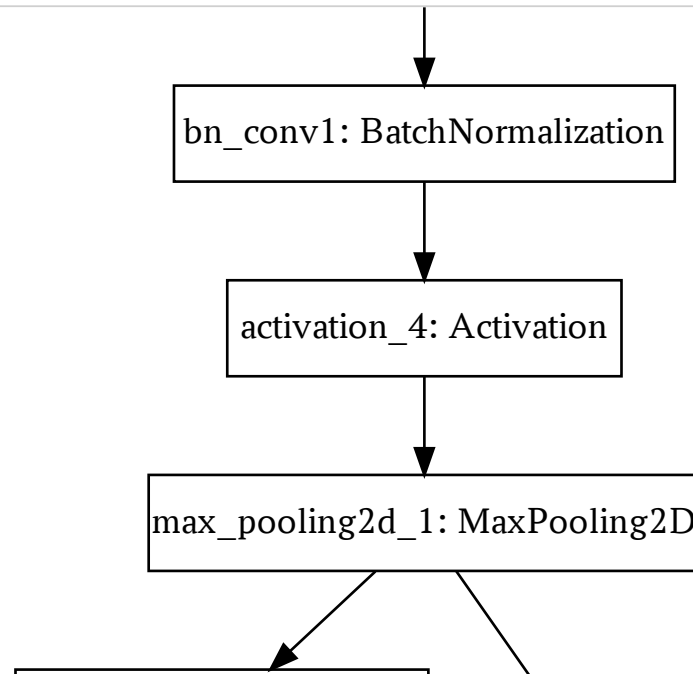 bn_conv1: BatchNormalization
activation_4: Activation
max_pooling2d_1: MaxPooling2D